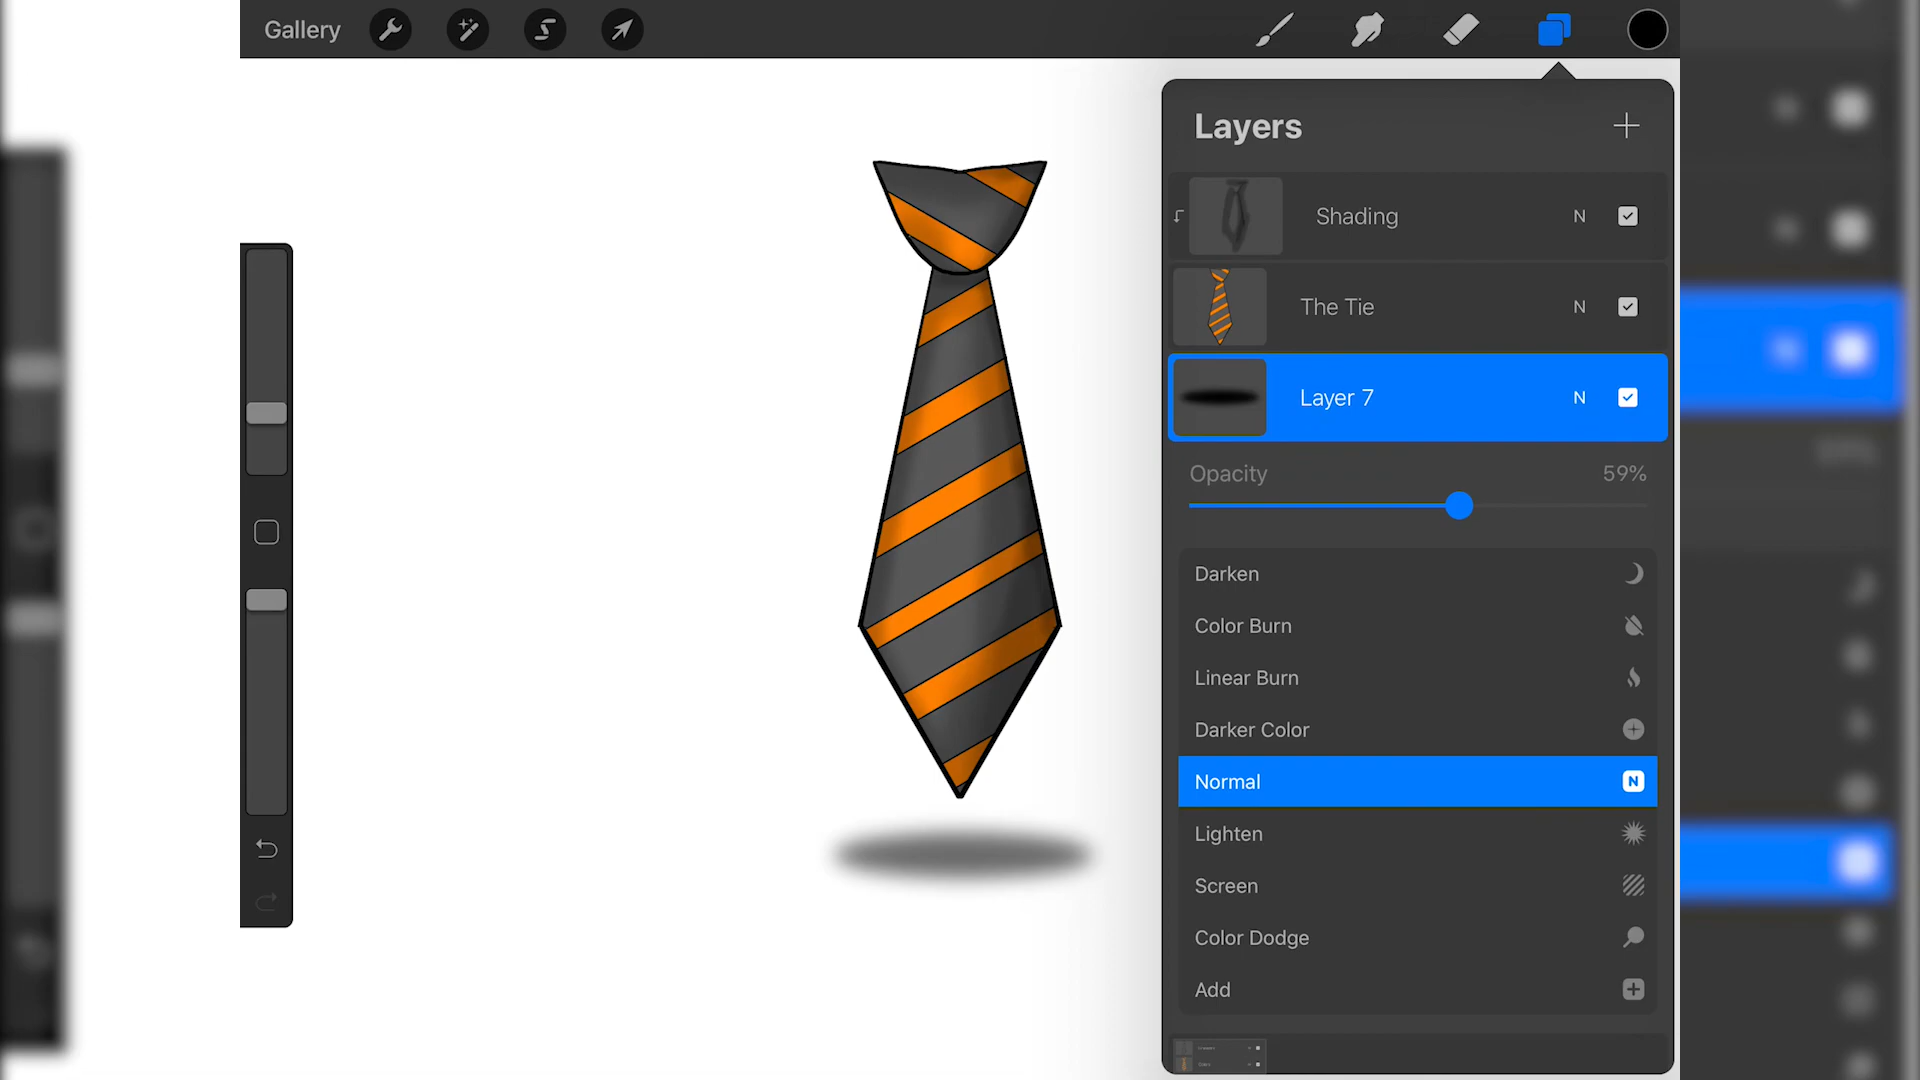 Gallery
Layers
Shading N
The Tie N
Layer 7 N
Opacity 59%
Darken
Color Burn
Linear Burn
Darker Color
Normal N
Lighten
Screen
Color Dodge
Add